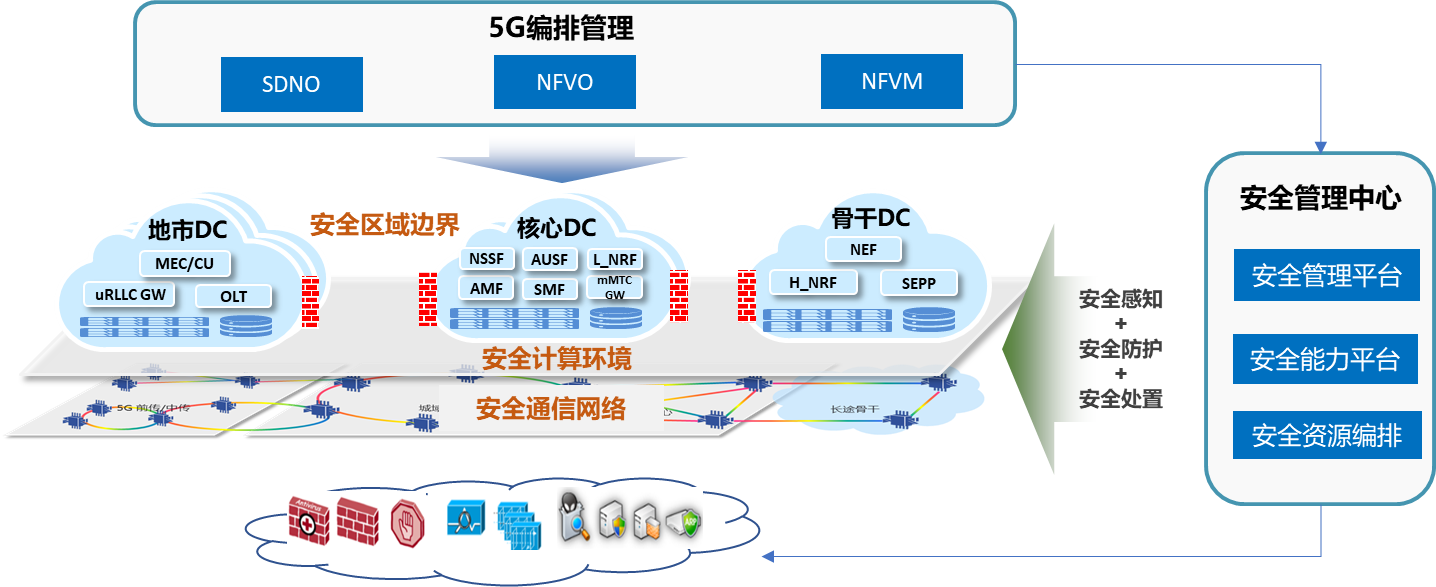 5G编排管理
SDNO
NFVO
NFVM
安全管理中心
安全管理平台
安全能力平台
安全资源编排
安全区域边界
地市DC
MEC/CU
uRLLC GW
OLT
核心DC
NSSF
AUSF
L_NRF
AMF
SMF
mMTC
GW
骨干DC
NEF
H_NRF
SEPP
安全感知
+
安全防护
+
安全处置
安全计算环境
安全通信网络
5G 前传/中传
长途骨干
Antivirus
ARP